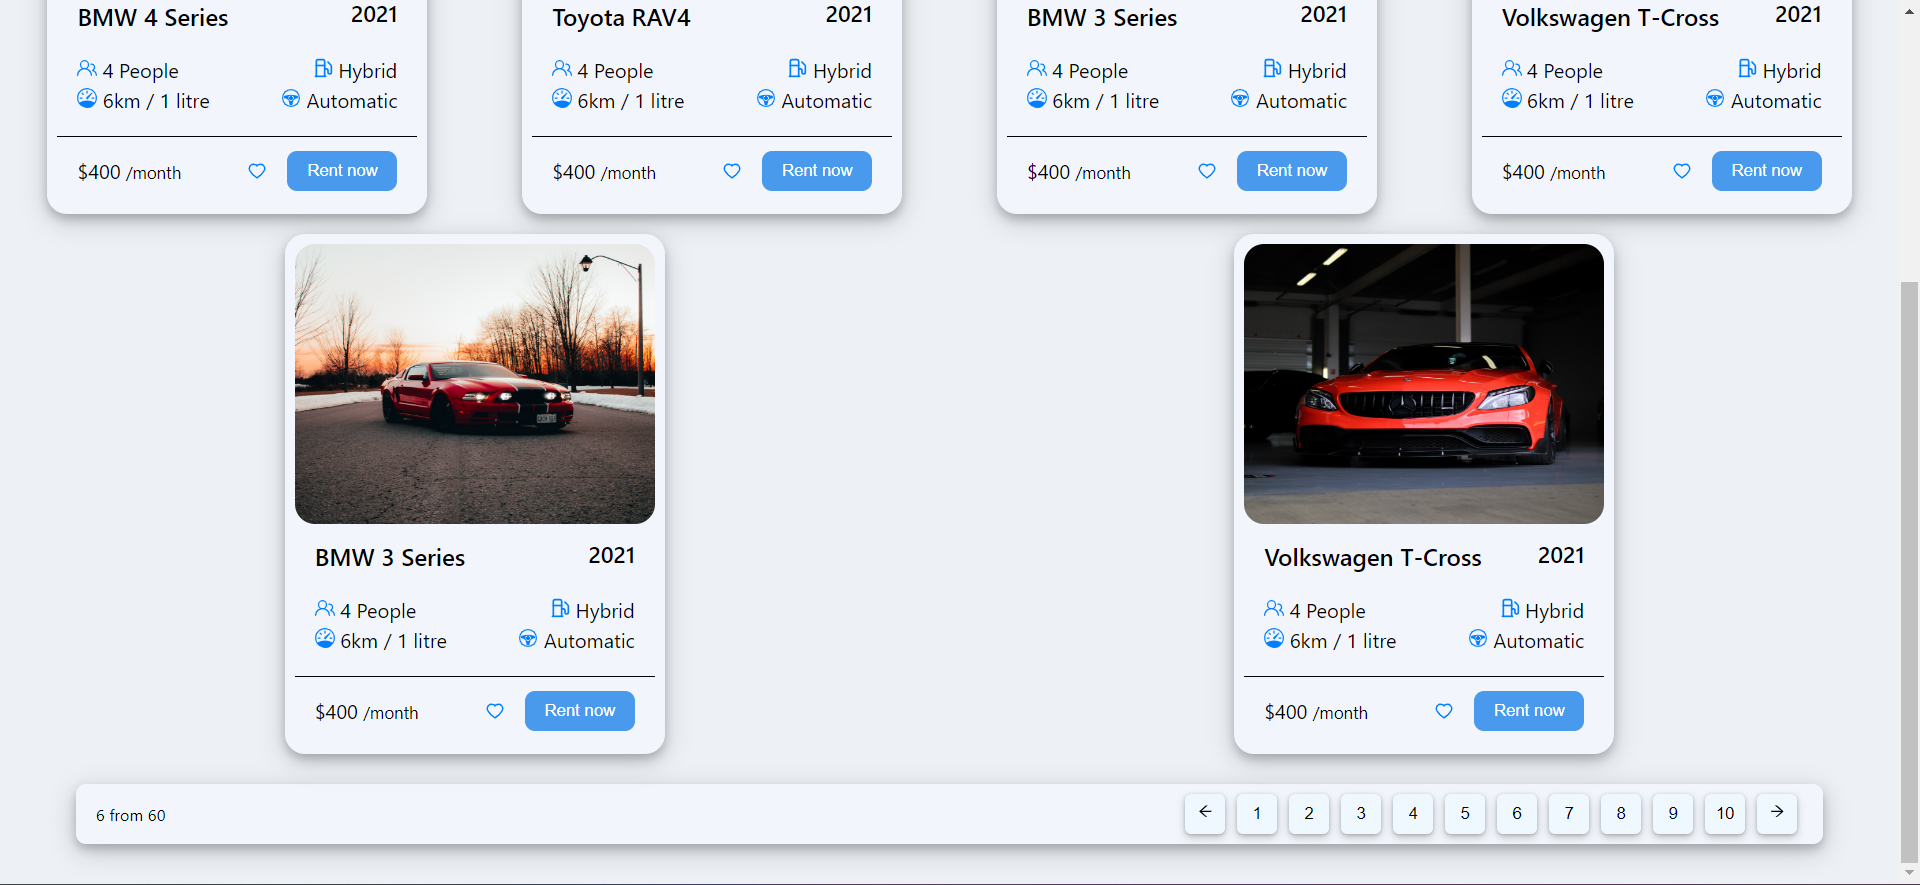 BMW 4 Series 2021
4 People Hybrid
6km / 1 litre Automatic
$400 /month Rent now
Toyota RAV4 2021
4 People Hybrid
6km / 1 litre Automatic
$400 /month Rent now
BMW 3 Series 2021
4 People Hybrid
6km / 1 litre Automatic
$400 /month Rent now
Volkswagen T-Cross 2021
4 People Hybrid
6km / 1 litre Automatic
$400 /month Rent now
BMW 3 Series 2021
4 People Hybrid
6km / 1 litre Automatic
$400 /month Rent now
Volkswagen T-Cross 2021
4 People Hybrid
6km / 1 litre Automatic
$400 /month Rent now
6 from 60 ← 1 2 3 4 5 6 7 8 9 10 →